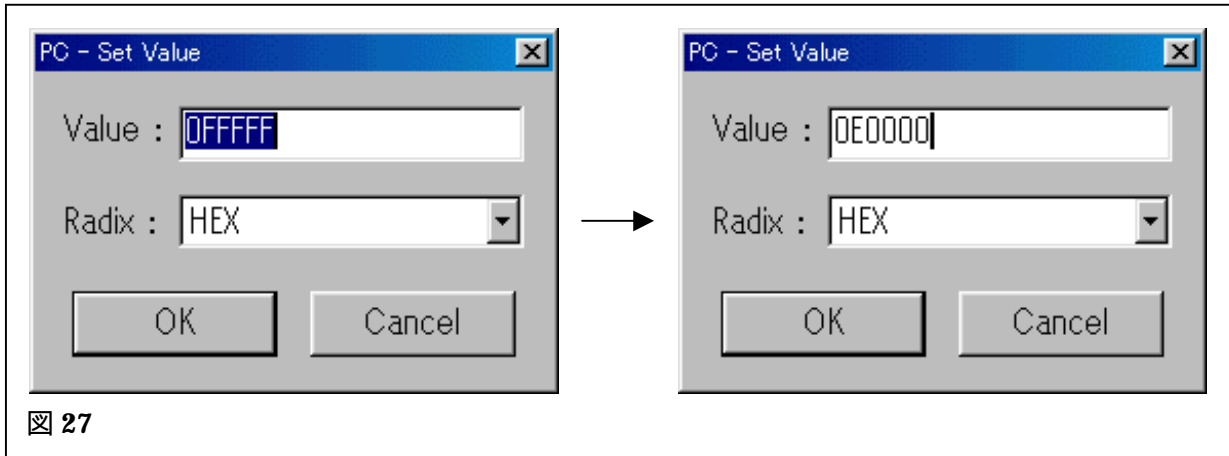 PC - Set Value
Value : 0FFFFF
Radix : HEX
OK Cancel
PC - Set Value
Value : 0E0000
Radix : HEX
OK Cancel
図 27